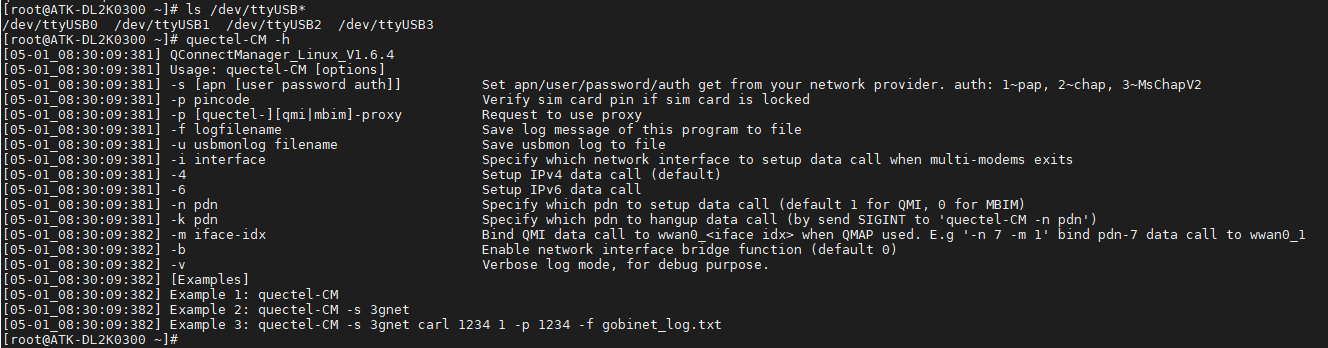 [root@ATK-DL2K0300 ~]# ls /dev/ttyUSB*
/dev/ttyUSB0  /dev/ttyUSB1  /dev/ttyUSB2  /dev/ttyUSB3
[root@ATK-DL2K0300 ~]# quectel-CM -h
[05-01_08:30:09:381] QConnectManager_Linux_V1.6.4
[05-01_08:30:09:381] Usage: quectel-CM [options]
[05-01_08:30:09:381] -s [apn [user password auth]]          Set apn/user/password/auth get from your network provider. auth: 1~pap, 2~chap, 3~MsChapV2
[05-01_08:30:09:381] -p pincode                             Verify sim card pin if sim card is locked
[05-01_08:30:09:381] -p [quectel-][qmi|mbim]-proxy          Request to use proxy
[05-01_08:30:09:381] -f logfilename                         Save log message of this program to file
[05-01_08:30:09:381] -u usbmonlog filename                  Save usbmon log to file
[05-01_08:30:09:381] -i interface                           Specify which network interface to setup data call when multi-modems exits
[05-01_08:30:09:381] -4                                     Setup IPv4 data call (default)
[05-01_08:30:09:381] -6                                     Setup IPv6 data call
[05-01_08:30:09:381] -n pdn                                 Specify which pdn to setup data call (default 1 for QMI, 0 for MBIM)
[05-01_08:30:09:381] -k pdn                                 Specify which pdn to hangup data call (by send SIGINT to 'quectel-CM -n pdn')
[05-01_08:30:09:382] -m iface-idx                           Bind QMI data call to wwan0_<iface idx> when QMAP used. E.g '-n 7 -m 1' bind pdn-7 data call to wwan0_1
[05-01_08:30:09:382] -b                                     Enable network interface bridge function (default 0)
[05-01_08:30:09:382] -v                                     Verbose log mode, for debug purpose.
[05-01_08:30:09:382] [Examples]
[05-01_08:30:09:382] Example 1: quectel-CM
[05-01_08:30:09:382] Example 2: quectel-CM -s 3gnet
[05-01_08:30:09:382] Example 3: quectel-CM -s 3gnet carl 1234 1 -p 1234 -f gobinet_log.txt
[root@ATK-DL2K0300 ~]#